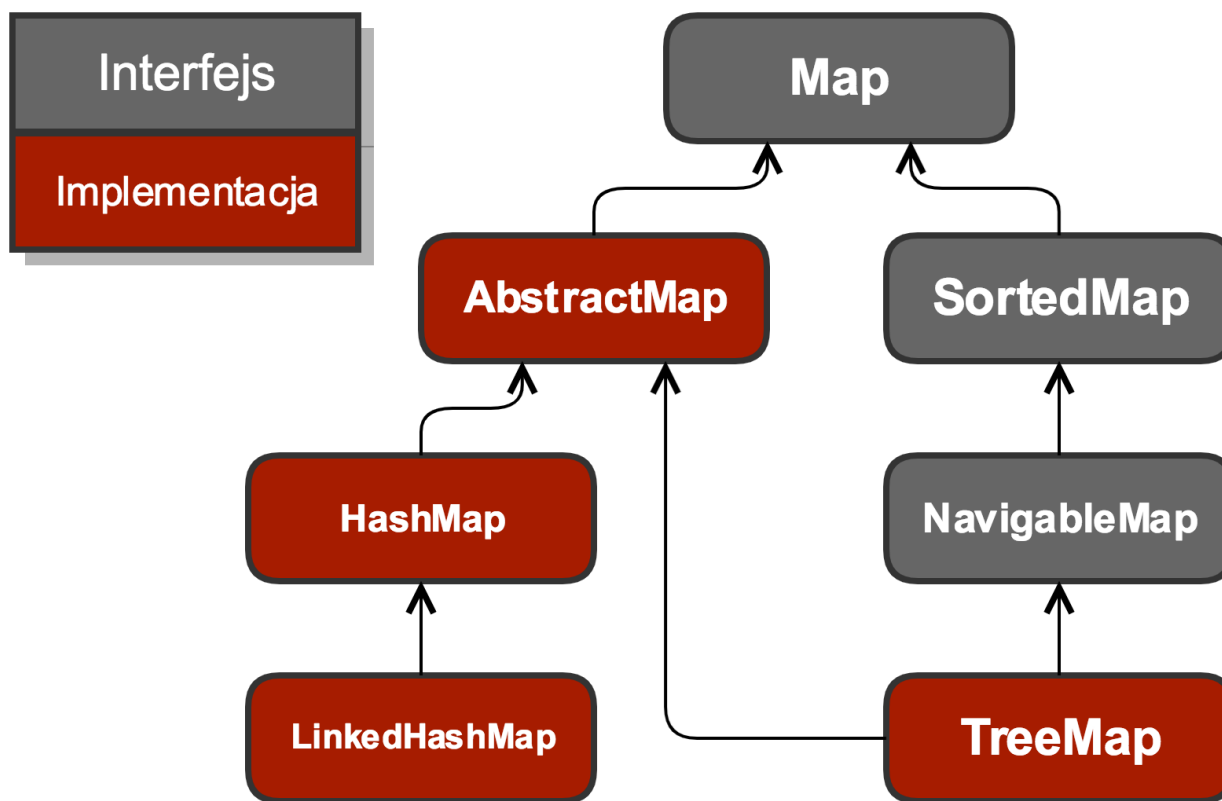 Interfejs
Implementacja
Map
AbstractMap
SortedMap
HashMap
NavigableMap
LinkedHashMap
TreeMap